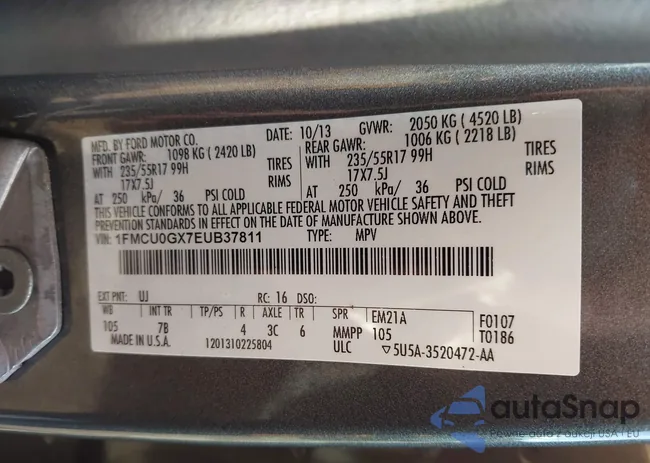 MFD. BY FORD MOTOR CO.
DATE: 10/13 GVWR: 2050 KG ( 4520 LB)
FRONT GAWR: 1098 KG ( 2420 LB) REAR GAWR: 1006 KG ( 2218 LB)
WITH 235/55R17 99H TIRES WITH 235/55R17 99H TIRES
17X7.5J RIMS 17X7.5J RIMS
AT 250 kPa/ 36 PSI COLD AT 250 kPa/ 36 PSI COLD
THIS VEHICLE CONFORMS TO ALL APPLICABLE FEDERAL MOTOR VEHICLE SAFETY AND THEFT
PREVENTION STANDARDS IN EFFECT ON THE DATE OF MANUFACTURE SHOWN ABOVE.
VIN: 1FMCU0GX7EUB37811 TYPE: MPV
EXT PNT: UJ RC: 16 DSO:
WB INT TR TP/PS R AXLE TR SPR EM21A F0107
105 7B 4 3C 6 MMPP 105 T0186
MADE IN U.S.A. 1201310225804 ULC ▽5U5A-3520472-AA
autoSnap
Pewne auto z aukcji USA i EU